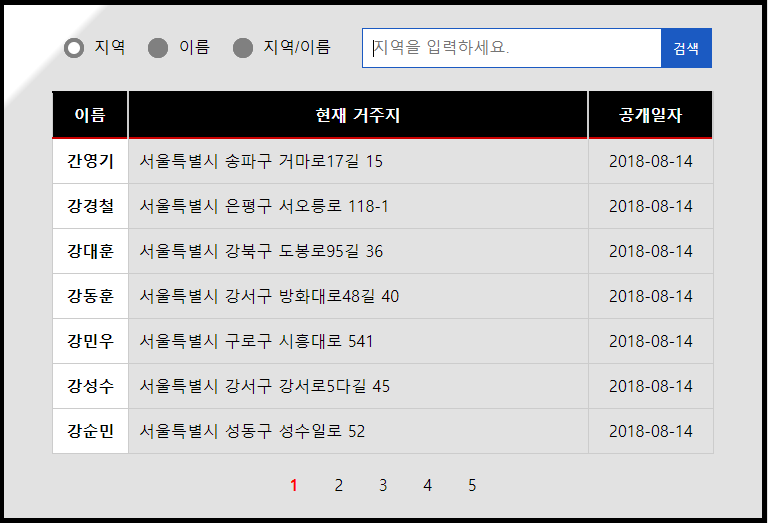 지역 이름 지역/이름 지역을 입력하세요. 검색
이름 현재 거주지 공개일자
간영기 서울특별시 송파구 거마로17길 15 2018-08-14
강경철 서울특별시 은평구 서오릉로 118-1 2018-08-14
강대훈 서울특별시 강북구 도봉로95길 36 2018-08-14
강동훈 서울특별시 강서구 방화대로48길 40 2018-08-14
강민우 서울특별시 구로구 시흥대로 541 2018-08-14
강성수 서울특별시 강서구 강서로5다길 45 2018-08-14
강순민 서울특별시 성동구 성수일로 52 2018-08-14
1 2 3 4 5